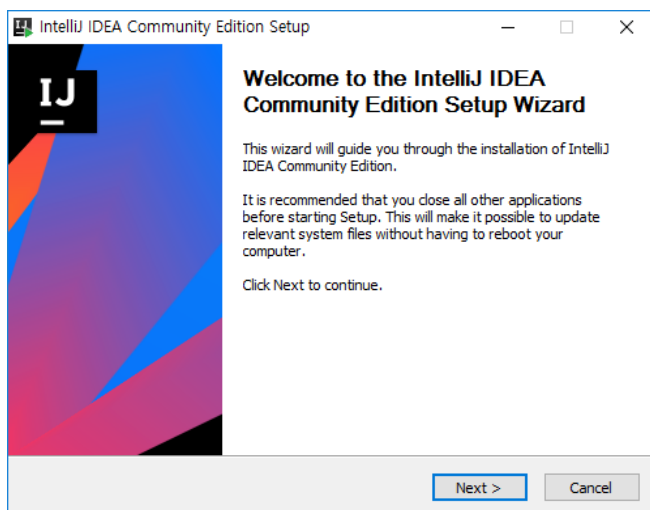 IntelliJ IDEA Community Edition Setup
IJ
Welcome to the IntelliJ IDEA
Community Edition Setup Wizard
This wizard will guide you through the installation of IntelliJ
IDEA Community Edition.
It is recommended that you close all other applications
before starting Setup. This will make it possible to update
relevant system files without having to reboot your
computer.
Click Next to continue.
Next >
Cancel